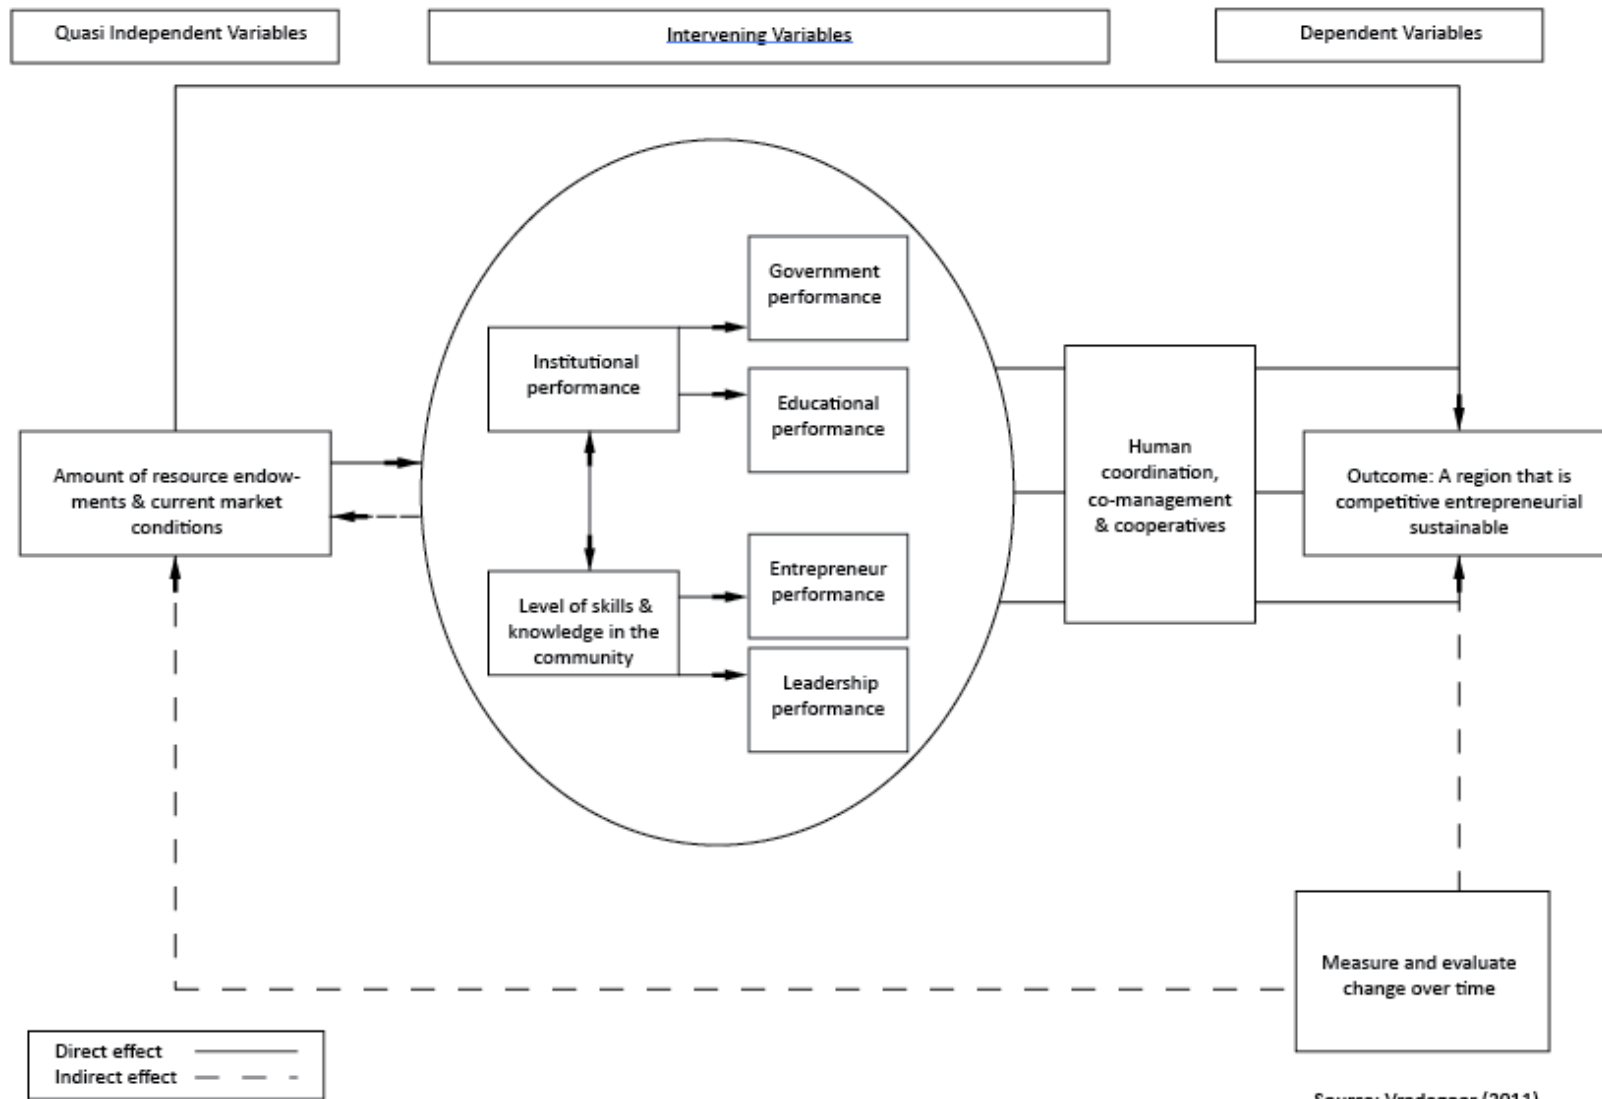 Quasi Independent Variables
Intervening Variables
Dependent Variables
Government
performance
Institutional
performance
Educational
performance
Amount of resource endow-
ments & current market
conditions
Human
coordination,
co-management
& cooperatives
Outcome: A region that is
competitive entrepreneurial
sustainable
Level of skills &
knowledge in the
community
Entrepreneur
performance
Leadership
performance
Measure and evaluate
change over time
Direct effect
Indirect effect
Source: (2011)